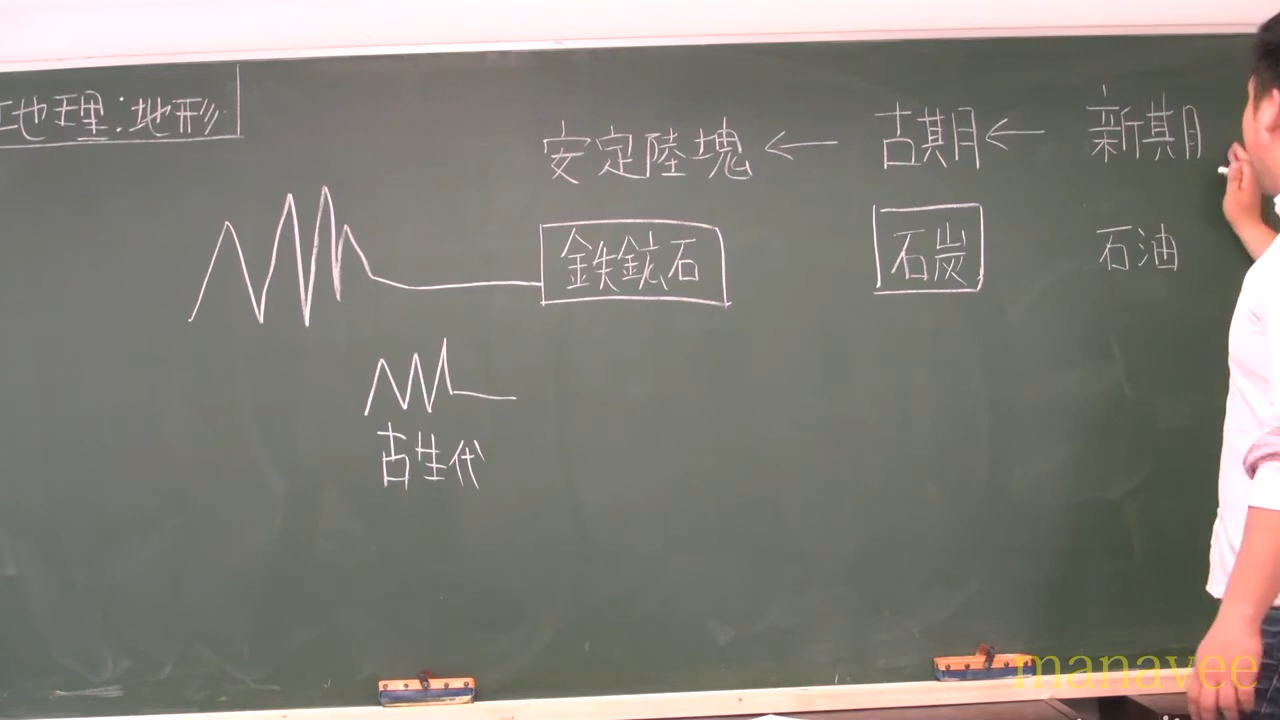 地理:地形
安定陸塊 ← 古期 ← 新期
鉄鉱石 石炭 石油
古生代
manavee